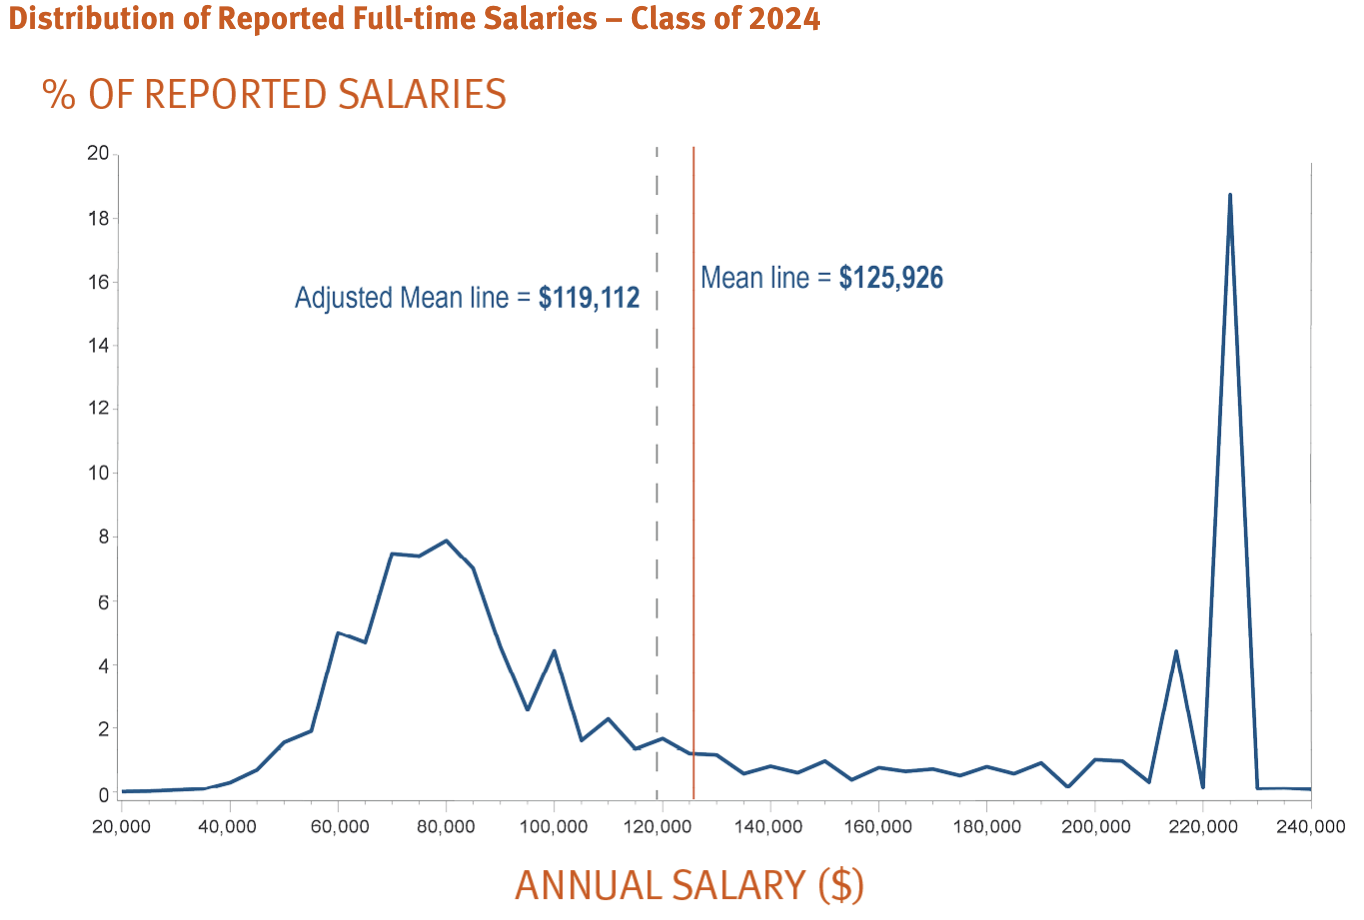 Distribution of Reported Full-time Salaries – Class of 2024
% OF REPORTED SALARIES
20
18
16
14
12
10
8
6
4
2
0
Adjusted Mean line = $119,112
Mean line = $125,926
20,000 40,000 60,000 80,000 100,000 120,000 140,000 160,000 180,000 200,000 220,000 240,000
ANNUAL SALARY ($)